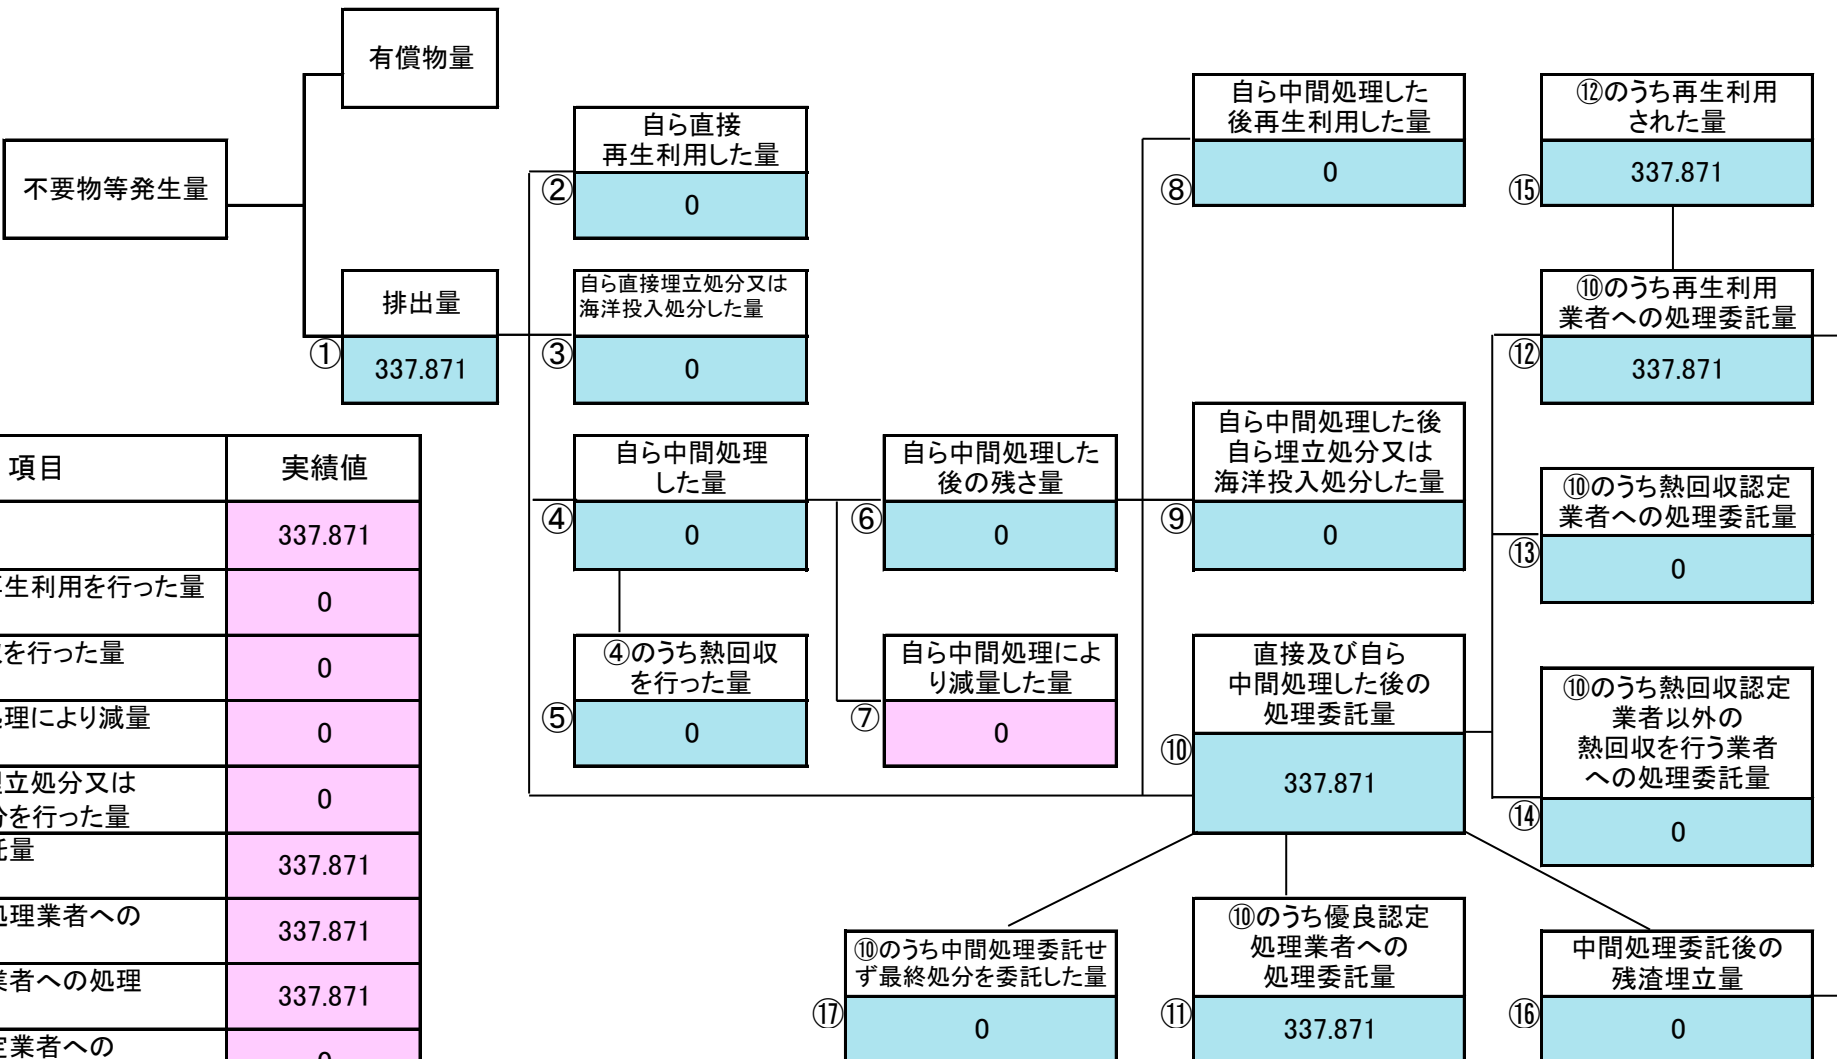 有償物量
不要物等発生量
排出量
①
337.871
自ら直接
再生利用した量
②
0
自ら直接埋立処分又は
海洋投入処分した量
③
0
自ら中間処理
した量
④
0
④のうち熱回収
を行った量
⑤
0
自ら中間処理した
後の残さ量
⑥
0
自ら中間処理によ
り減量した量
⑦
0
自ら中間処理した
後再生利用した量
⑧
0
自ら中間処理した後
自ら埋立処分又は
海洋投入処分した量
⑨
0
直接及び自ら
中間処理した後の
処理委託量
⑩
337.871
⑫のうち再生利用
された量
⑮
337.871
⑩のうち再生利用
業者への処理委託量
⑫
337.871
⑩のうち熱回収認定
業者への処理委託量
⑬
0
⑩のうち熱回収認定
業者以外の
熱回収を行う業者
への処理委託量
⑭
0
⑩のうち中間処理委託せ
ず最終処分を委託した量
⑰
0
⑩のうち優良認定
処理業者への
処理委託量
⑪
337.871
中間処理委託後の
残渣埋立量
⑯
0
項目 実績値
337.871
生利用を行った量
0
を行った量
0
理により減量
0
立処分又は
を行った量
0
量
337.871
処理業者への
337.871
業者への処理
337.871
業者への
0